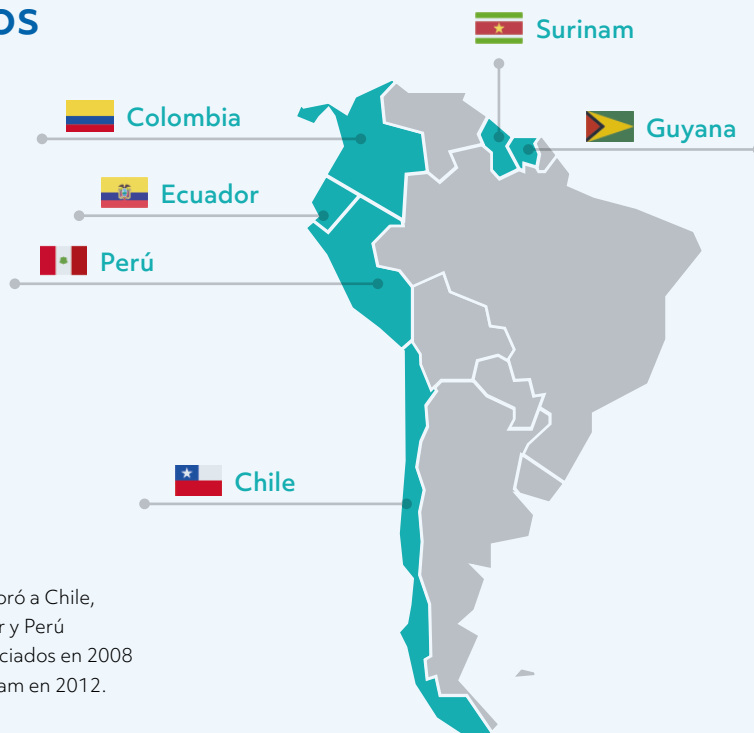 os
Surinam
Colombia
Guyana
Ecuador
Perú
Chile
oró a Chile,
r y Perú
ciados en 2008
am en 2012.